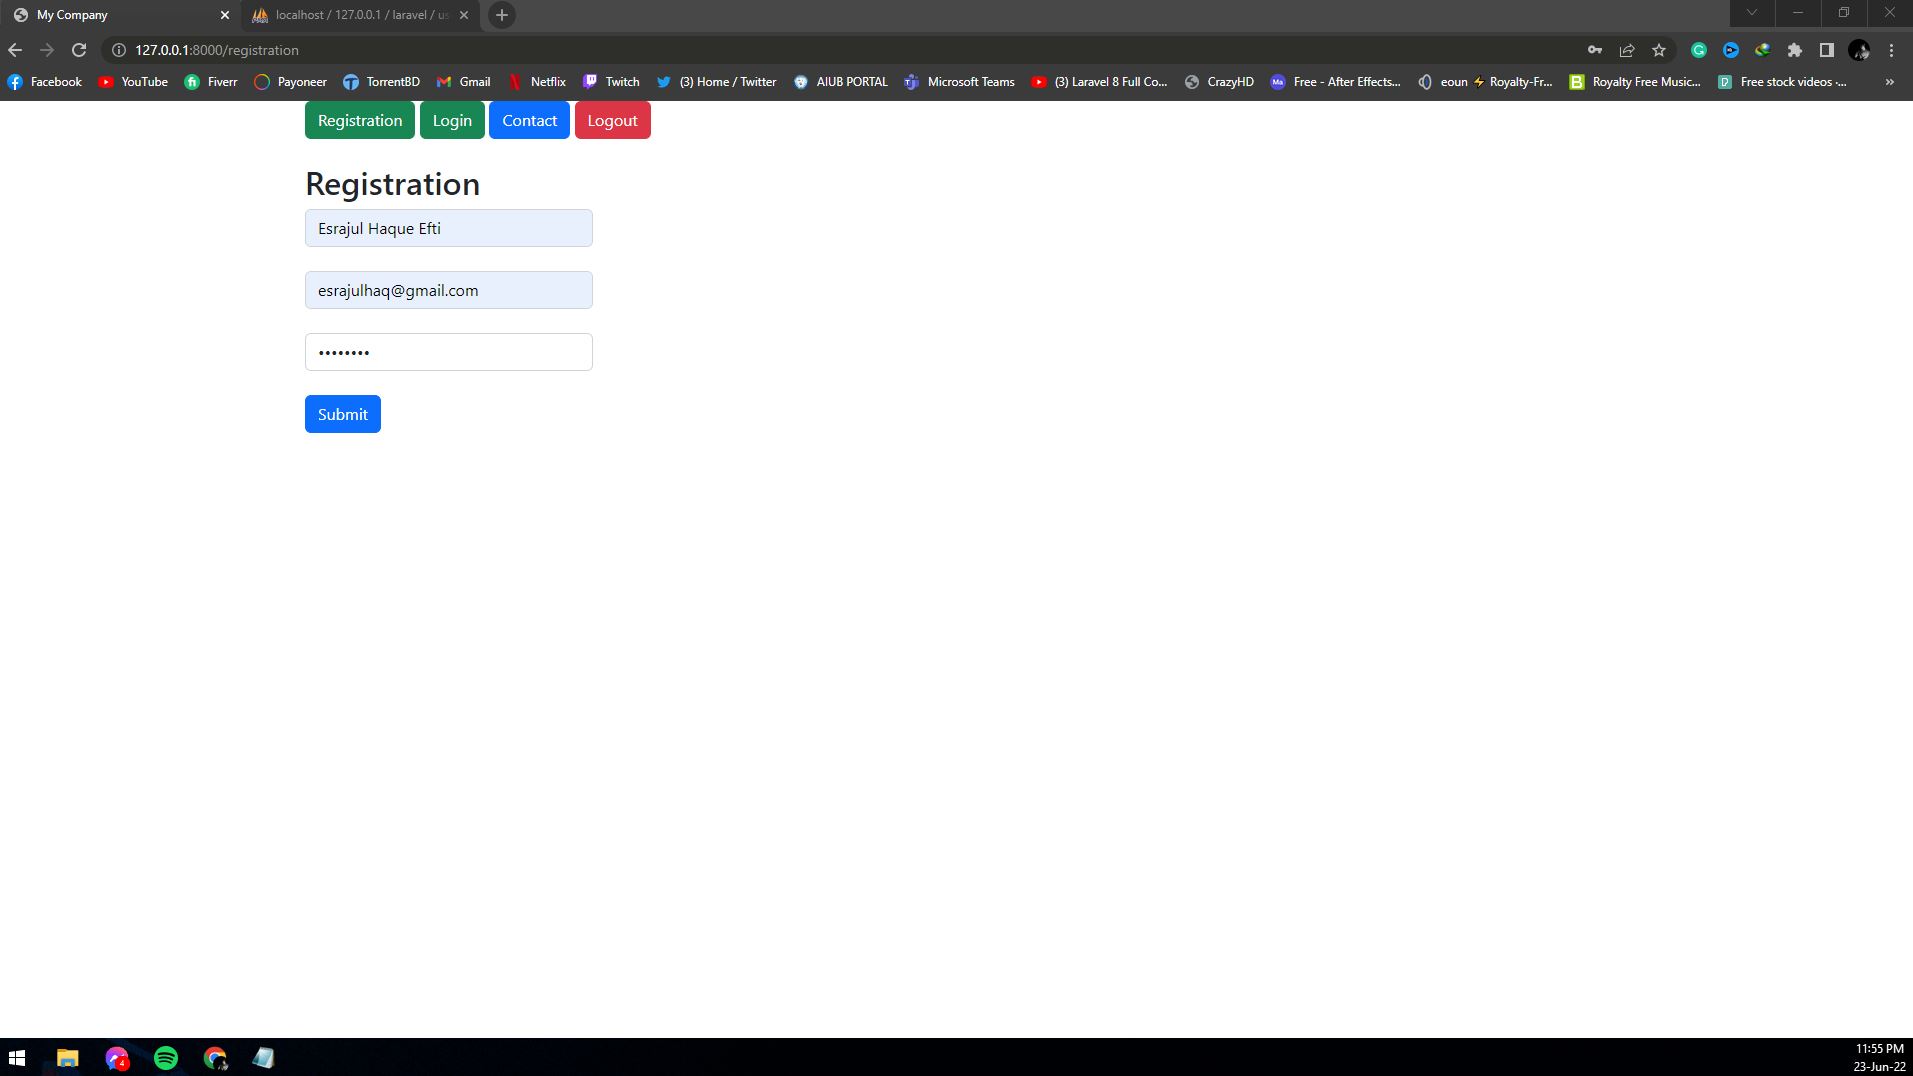 My Company
localhost / 127.0.0.1 / laravel / us
127.0.0.1:8000/registration
Facebook YouTube Fiverr Payoneer TorrentBD Gmail Netflix Twitch (3) Home / Twitter AIUB PORTAL Microsoft Teams (3) Laravel 8 Full Co... CrazyHD Ma Free - After Effects... eoun ⚡ Royalty-Fr... B Royalty Free Music... Free stock videos ·... »
Registration Login Contact Logout
Registration
Esrajul Haque Efti
esrajulhaq@gmail.com
••••••••
Submit
4
11:55 PM
23-Jun-22